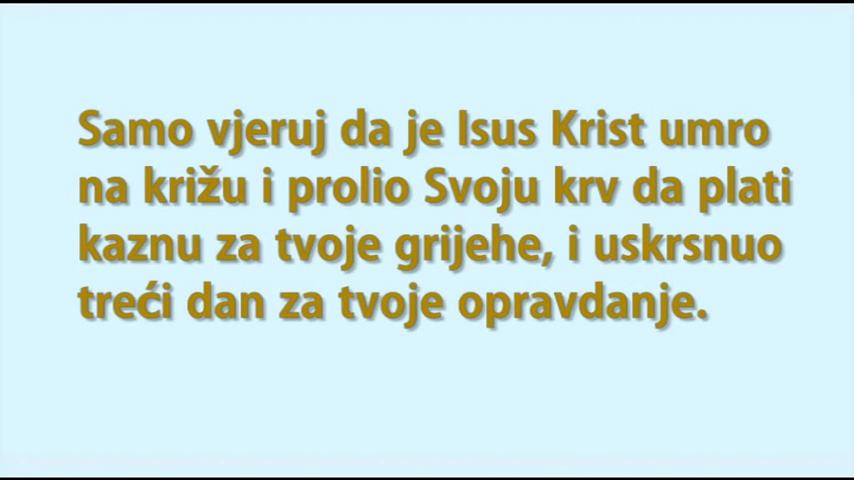 Samo vjeruj da je Isus Krist umro
na križu i prolio Svoju krv da plati
kaznu za tvoje grijehe, i uskrsnuo
treći dan za tvoje opravdanje.